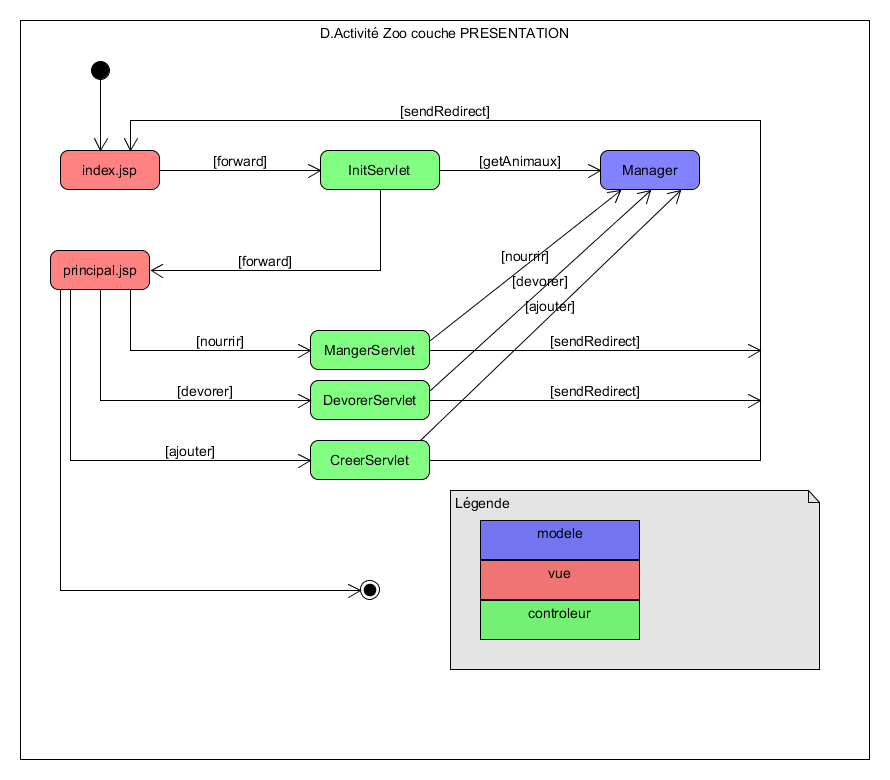 D.Activité Zoo couche PRESENTATION
[sendRedirect]
index.jsp
[forward]
InitServlet
[getAnimaux]
Manager
principal.jsp
[forward]
[nourrir]
[devorer]
[ajouter]
[nourrir]
MangerServlet
[sendRedirect]
[devorer]
DevorerServlet
[sendRedirect]
[ajouter]
CreerServlet
Légende
modele
vue
controleur